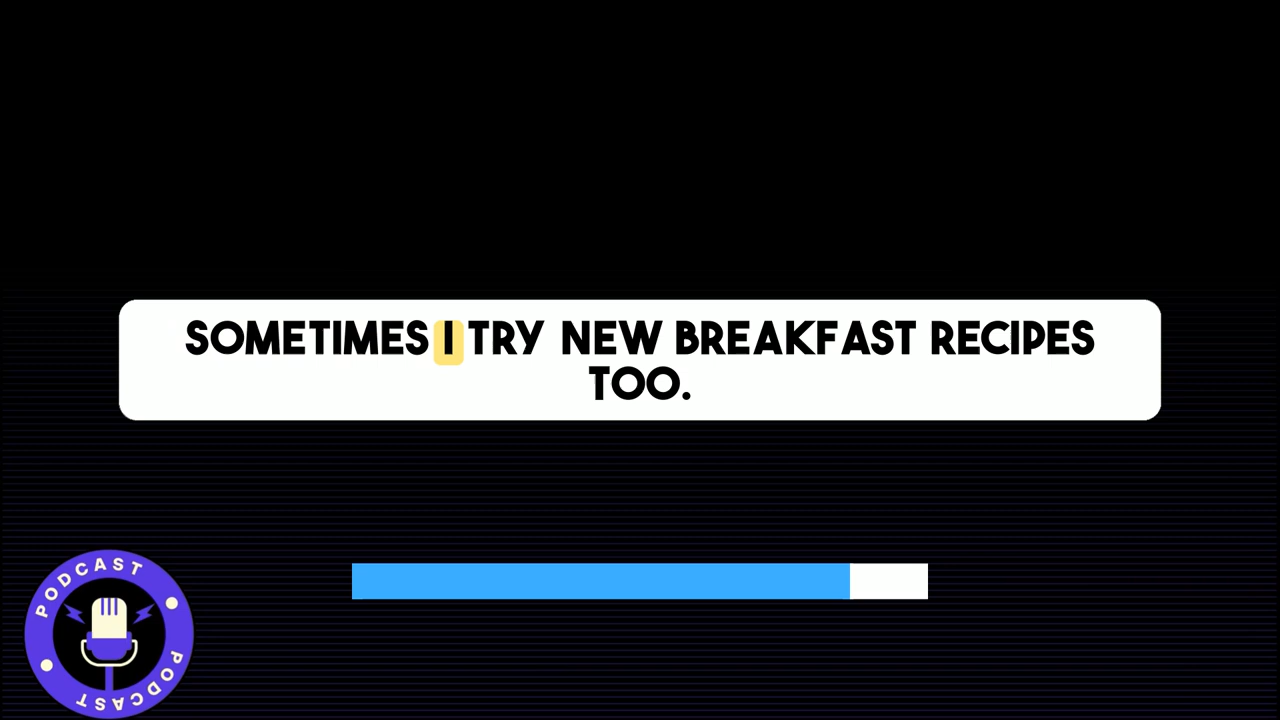 SOMETIMES I TRY NEW BREAKFAST RECIPES
TOO.
PODCAST
PODCAST